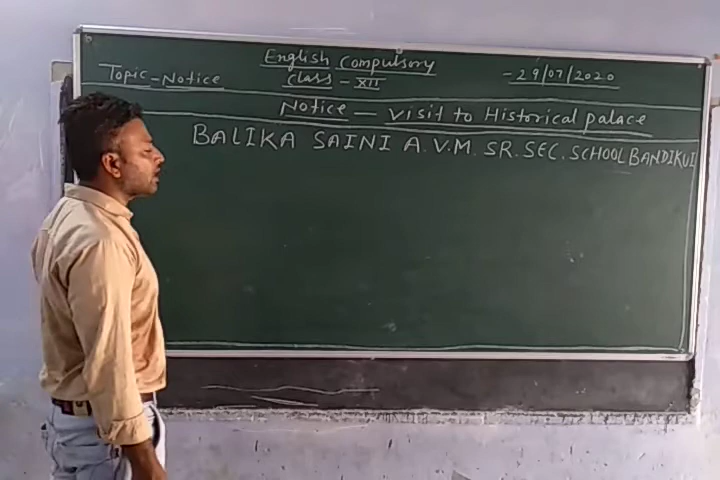 English Compulsory
Topic - Notice Class - XII - 29/07/2020
Notice - Visit to Historical palace
BALIKA SAINI A.V.M. SR. SEC. SCHOOL BANDIKUI